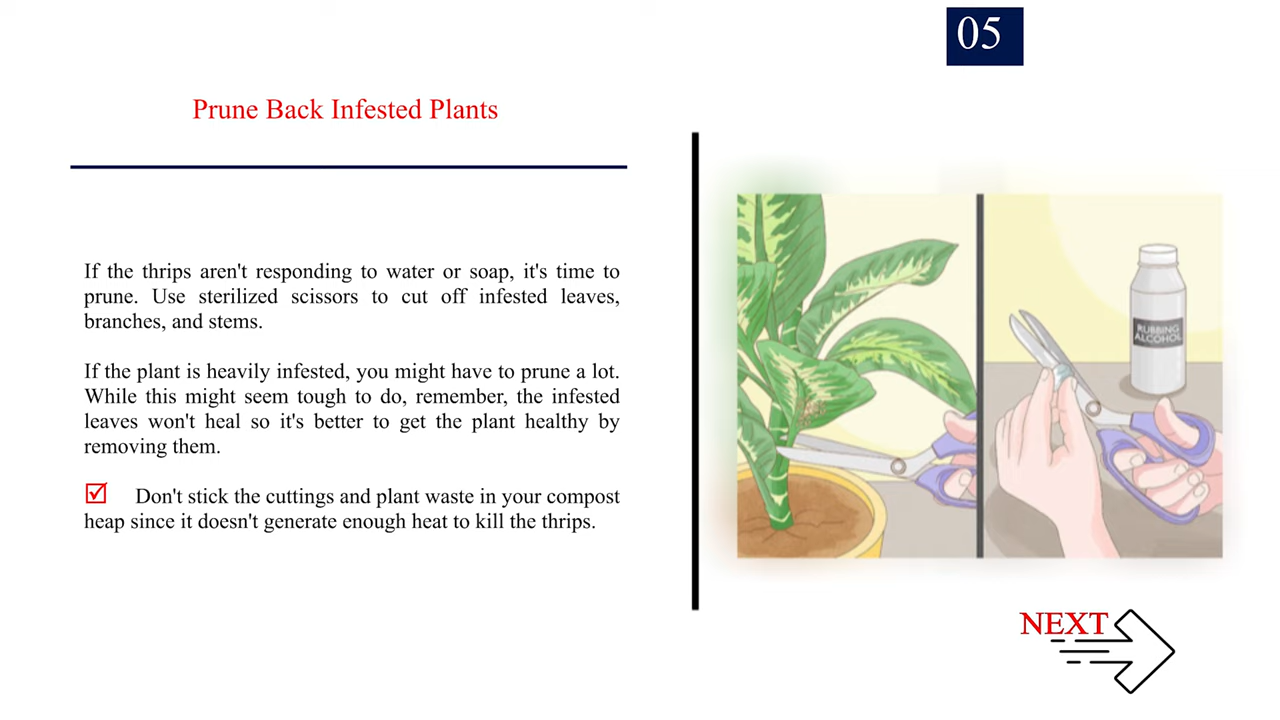 05
Prune Back Infested Plants
If the thrips aren't responding to water or soap, it's time to
prune. Use sterilized scissors to cut off infested leaves,
branches, and stems.
If the plant is heavily infested, you might have to prune a lot.
While this might seem tough to do, remember, the infested
leaves won't heal so it's better to get the plant healthy by
removing them.
Don't stick the cuttings and plant waste in your compost
heap since it doesn't generate enough heat to kill the thrips.
RUBBING
ALCOHOL
NEXT